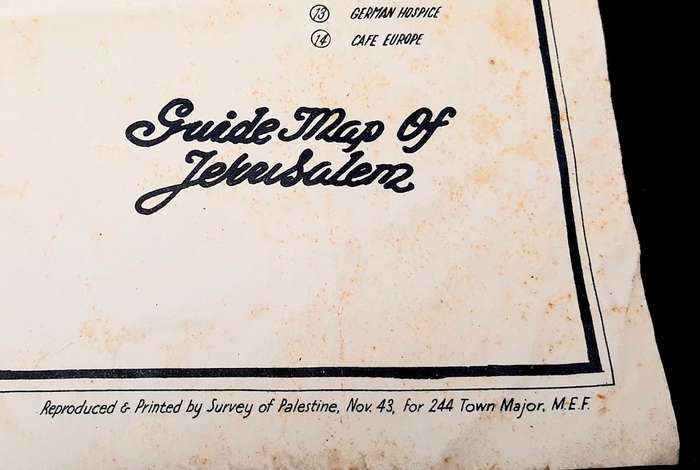 13 GERMAN HOSPICE
14 CAFE EUROPE
Guide Map Of
Jerusalem
Reproduced & Printed by Survey of Palestine, Nov. 43, for 244 Town Major, M.E.F.